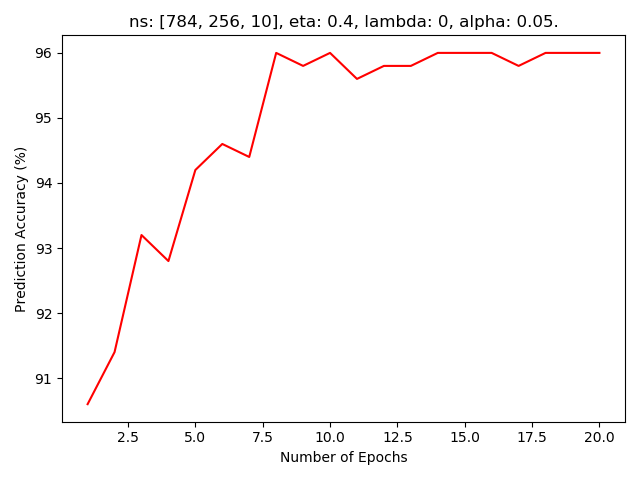 ns: [784, 256, 10], eta: 0.4, lambda: 0, alpha: 0.05.
96
95
94
93
92
91
Prediction Accuracy (%)
2.5 5.0 7.5 10.0 12.5 15.0 17.5 20.0
Number of Epochs